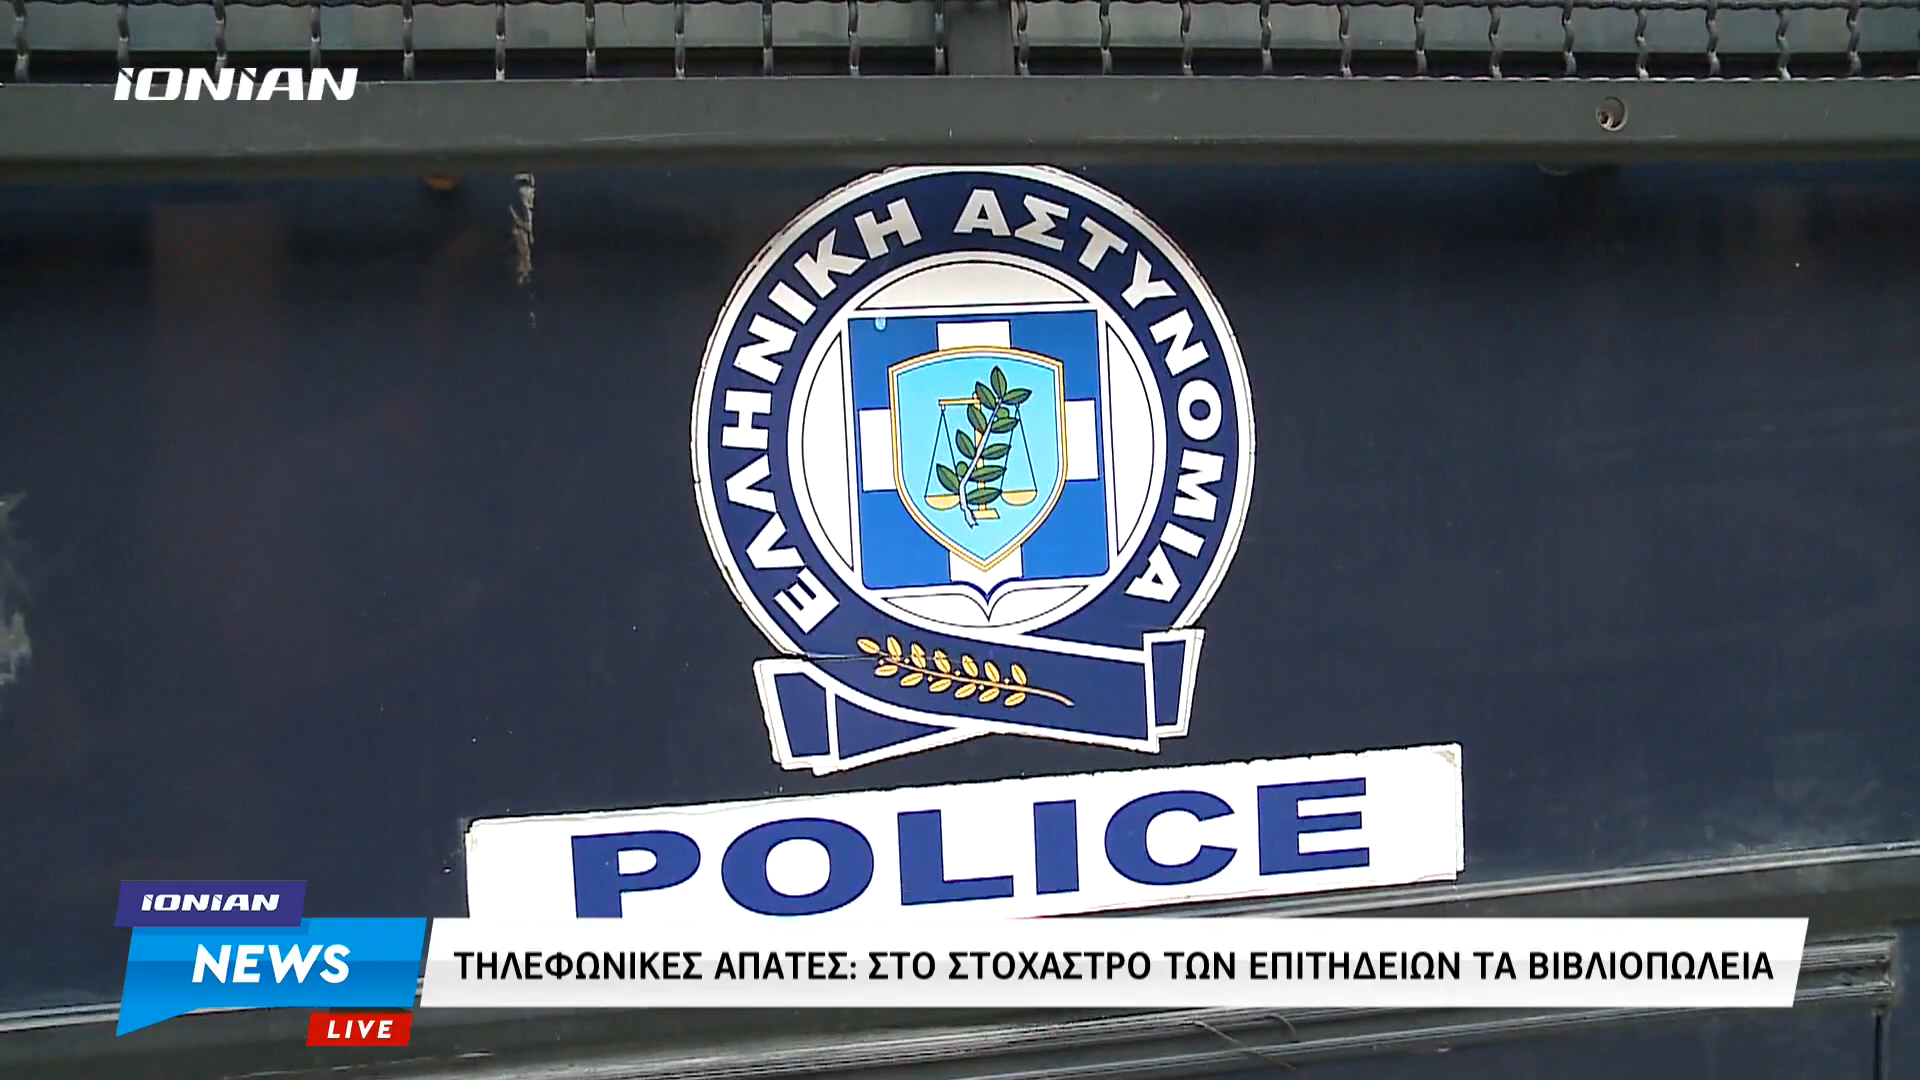 IONIAN
ΕΛΛΗΝΙΚΗ ΑΣΤΥΝΟΜΙΑ
POLICE
IONIAN
NEWS
ΤΗΛΕΦΩΝΙΚΕΣ ΑΠΑΤΕΣ: ΣΤΟ ΣΤΟΧΑΣΤΡΟ ΤΩΝ ΕΠΙΤΗΔΕΙΩΝ ΤΑ ΒΙΒΛΙΟΠΩΛΕΙΑ
LIVE